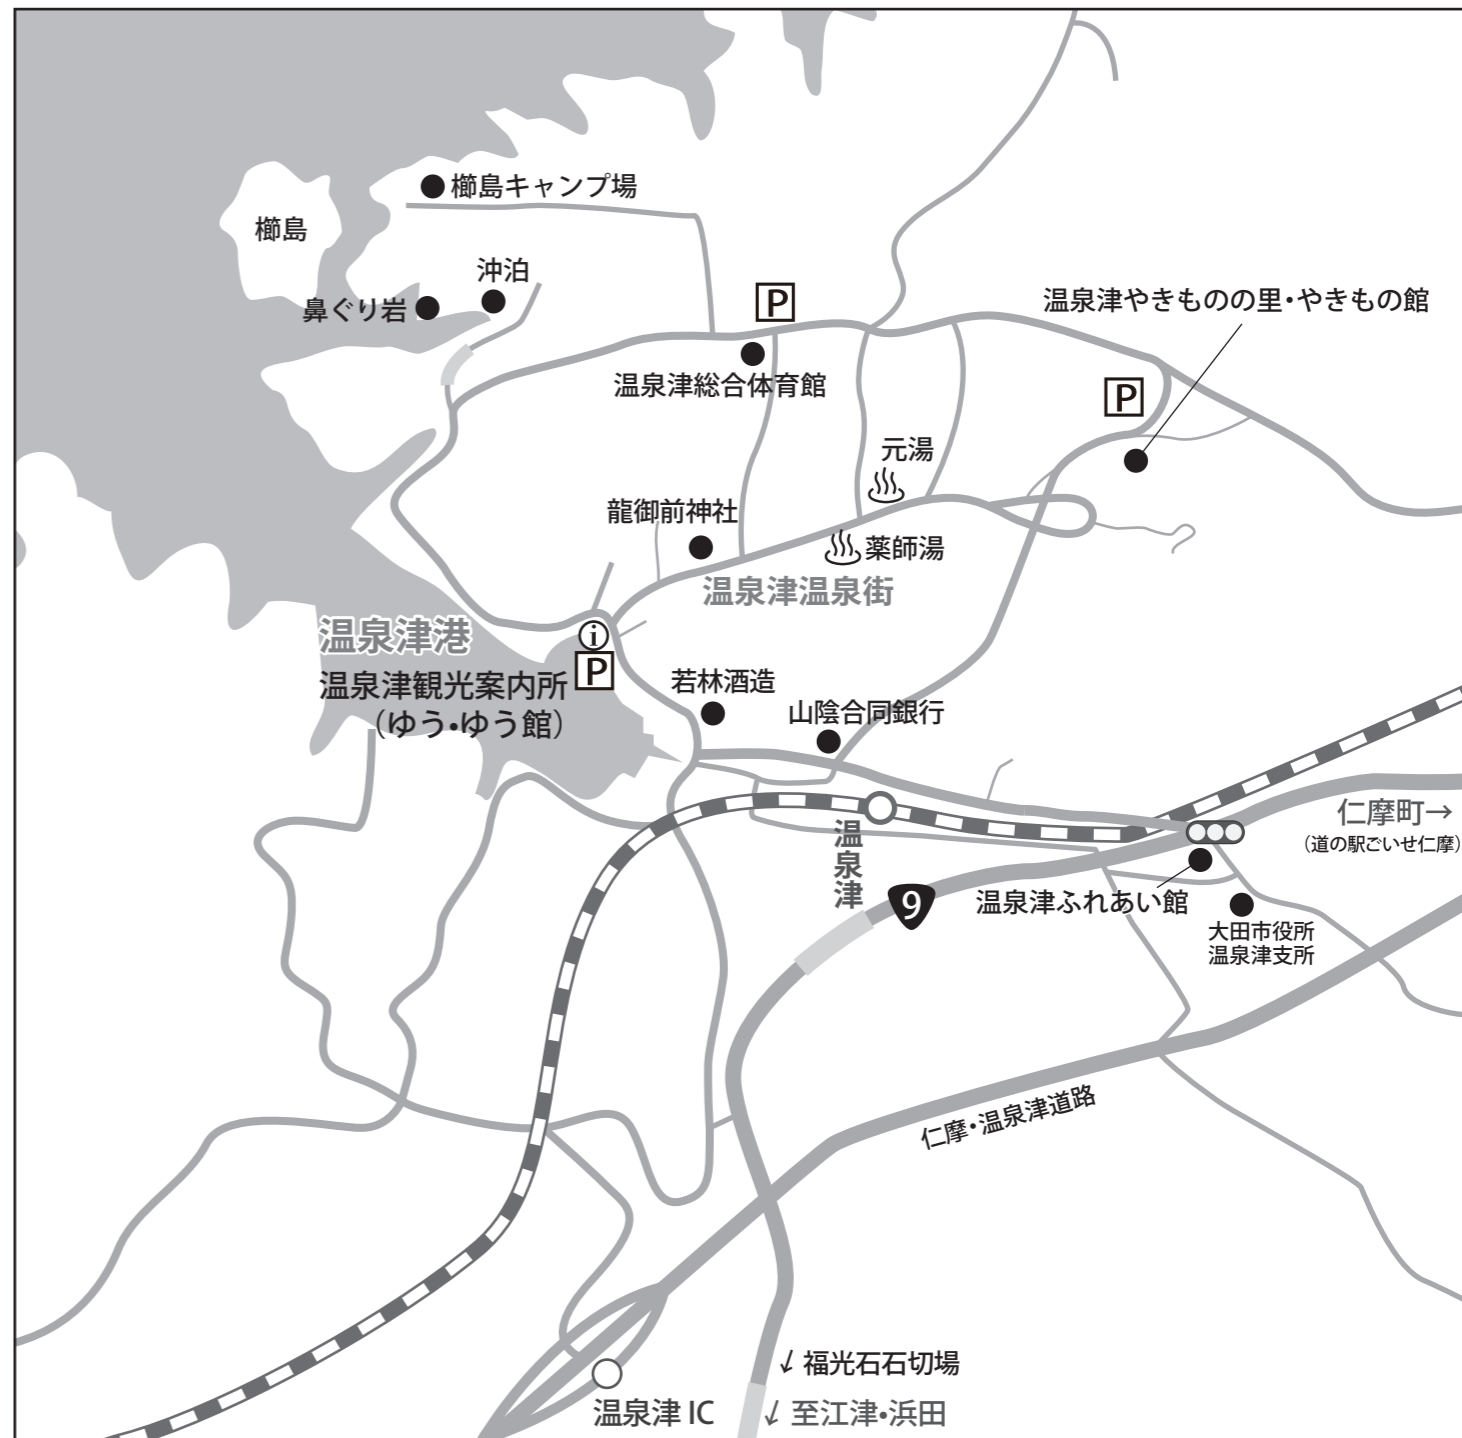 櫛島キャンプ場
櫛島
沖泊
鼻ぐり岩
P
温泉津やきものの里・やきもの館
温泉津総合体育館
P
元湯
龍御前神社
薬師湯
温泉津温泉街
温泉津港
i
P
温泉津観光案内所
（ゆう・ゆう館）
若林酒造
山陰合同銀行
仁摩町→
（道の駅ごいせ仁摩）
温泉津
9
温泉津ふれあい館
大田市役所
温泉津支所
仁摩・温泉津道路
↓福光石石切場
温泉津 IC
↓至江津・浜田